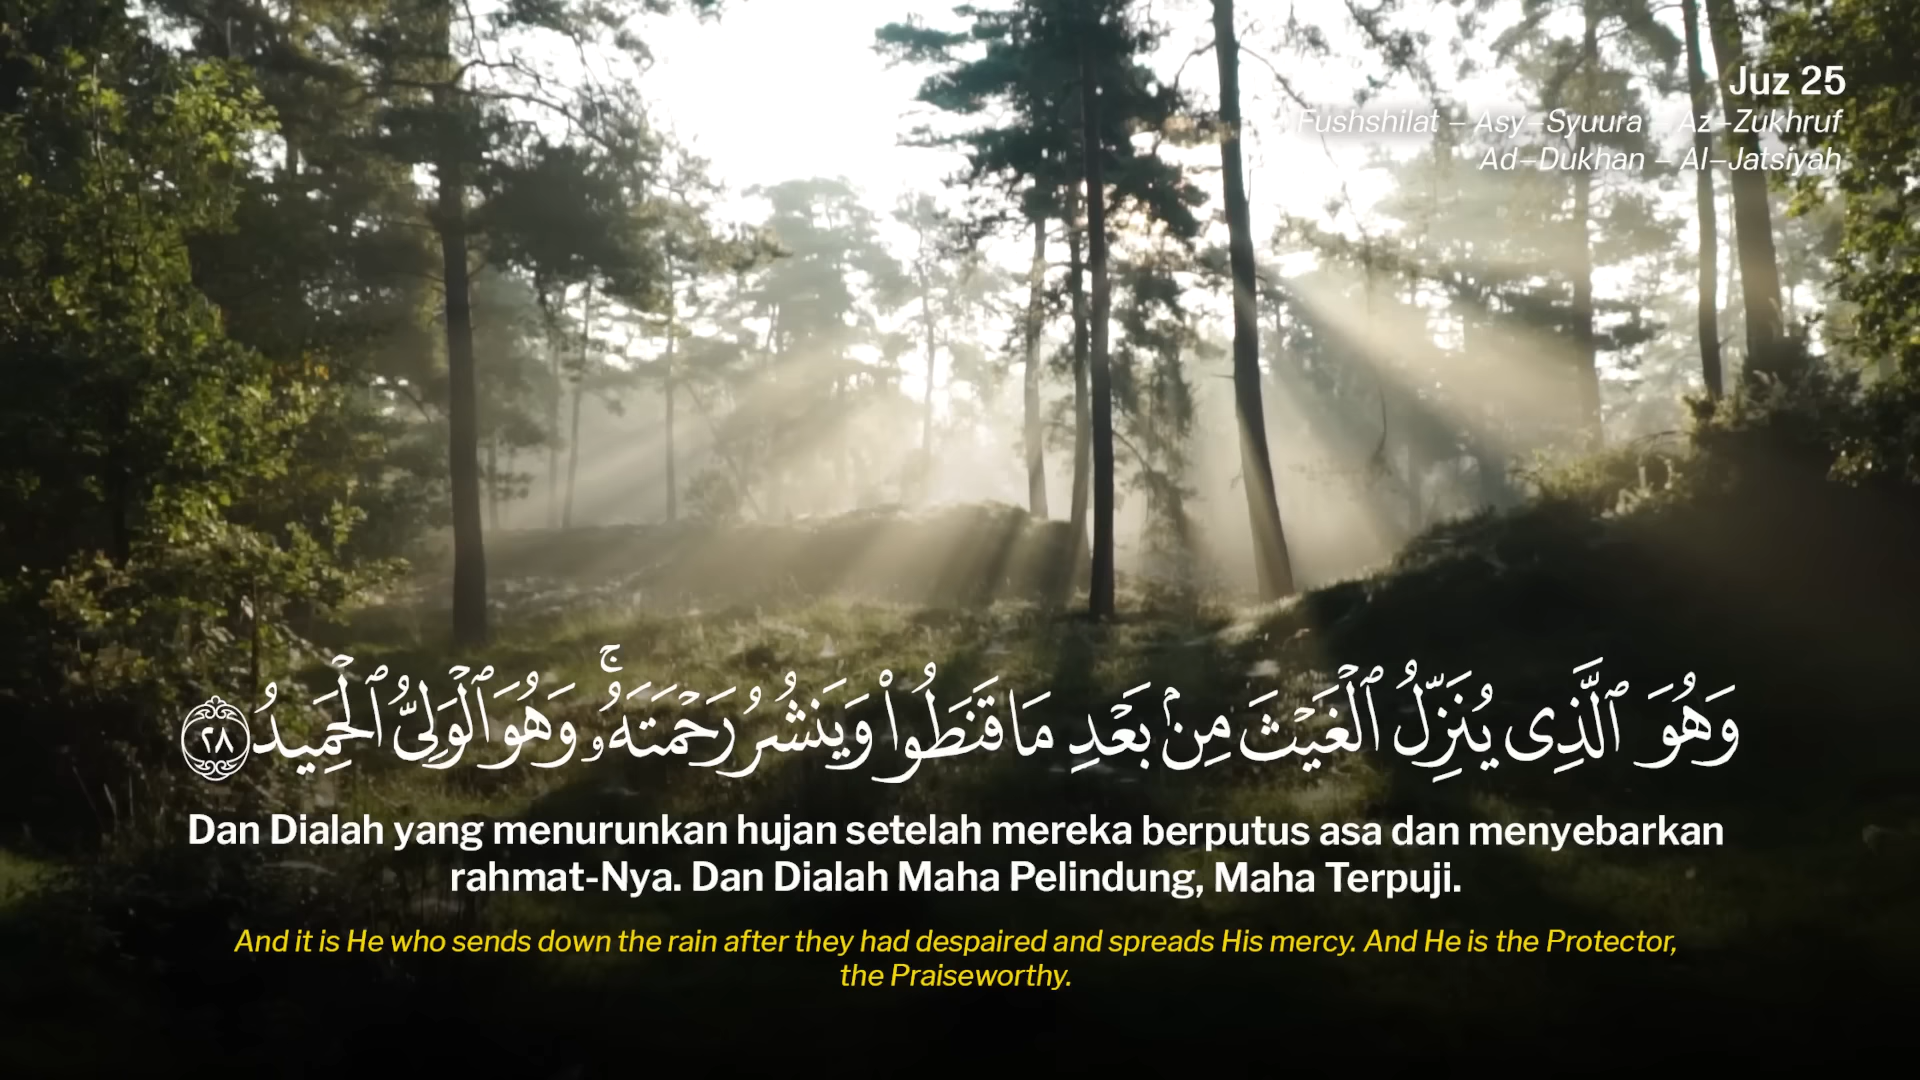 Juz 25
Fushshilat – Asy–Syuura – Az–Zukhruf
Ad–Dukhan – Al–Jatsiyah
وَهُوَ ٱلَّذِى يُنَزِّلُ ٱلْغَيْثَ مِنۢ بَعْدِ مَا قَنَطُوا۟ وَيَنشُرُ رَحْمَتَهُۥ ۚ وَهُوَ ٱلْوَلِىُّ ٱلْحَمِيدُ ٢٨
Dan Dialah yang menurunkan hujan setelah mereka berputus asa dan menyebarkan
rahmat-Nya. Dan Dialah Maha Pelindung, Maha Terpuji.
And it is He who sends down the rain after they had despaired and spreads His mercy. And He is the Protector,
the Praiseworthy.